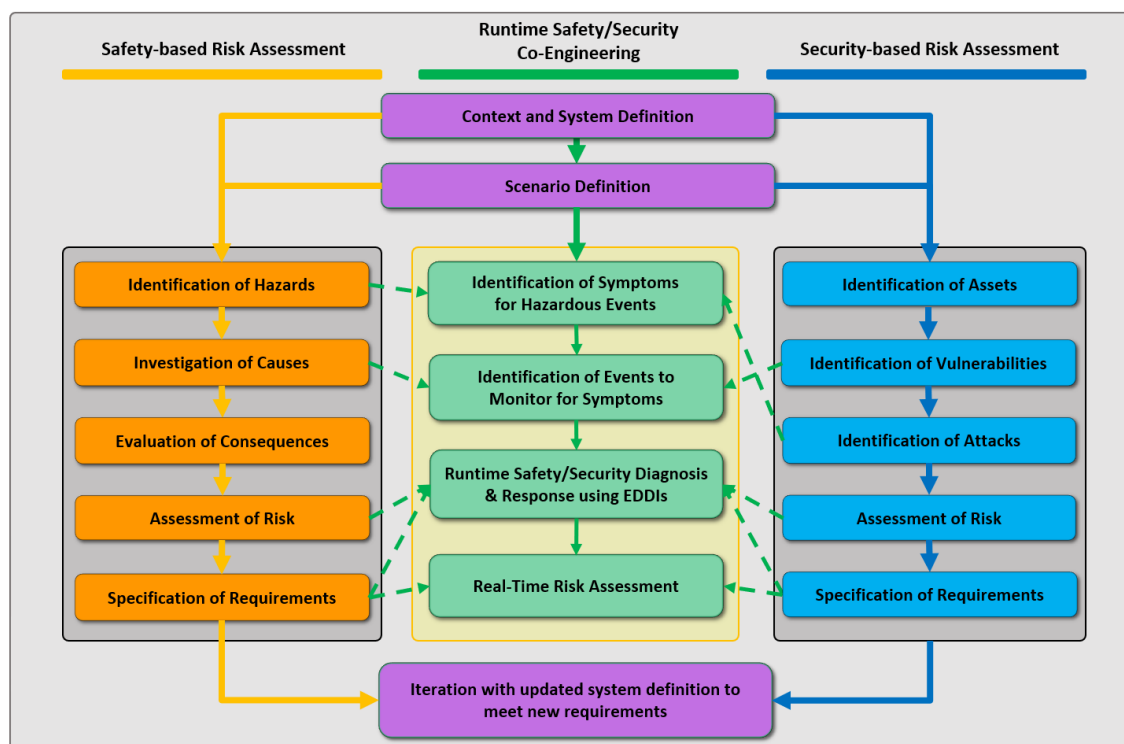 Safety-based Risk Assessment
Runtime Safety/Security
Co-Engineering
Security-based Risk Assessment
Context and System Definition
Scenario Definition
Identification of Hazards
Investigation of Causes
Evaluation of Consequences
Assessment of Risk
Specification of Requirements
Identification of Symptoms
for Hazardous Events
Identification of Events to
Monitor for Symptoms
Runtime Safety/Security Diagnosis
& Response using EDDIs
Real-Time Risk Assessment
Identification of Assets
Identification of Vulnerabilities
Identification of Attacks
Assessment of Risk
Specification of Requirements
Iteration with updated system definition to
meet new requirements